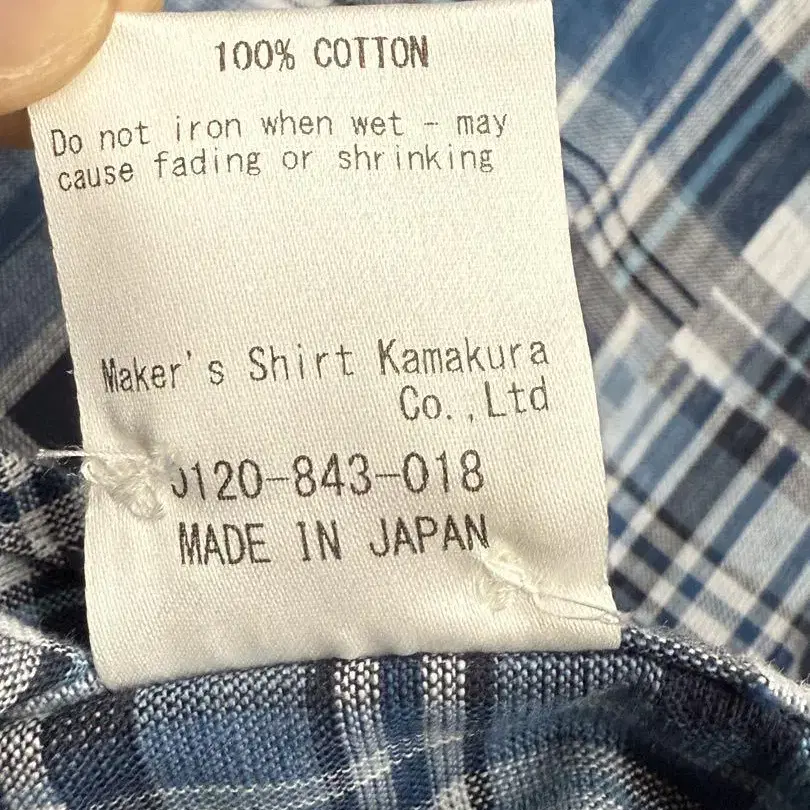 100% COTTON
Do not iron when wet - may
cause fading or shrinking
Maker's Shirt Kamakura
Co.,Ltd
0120-843-018
MADE IN JAPAN